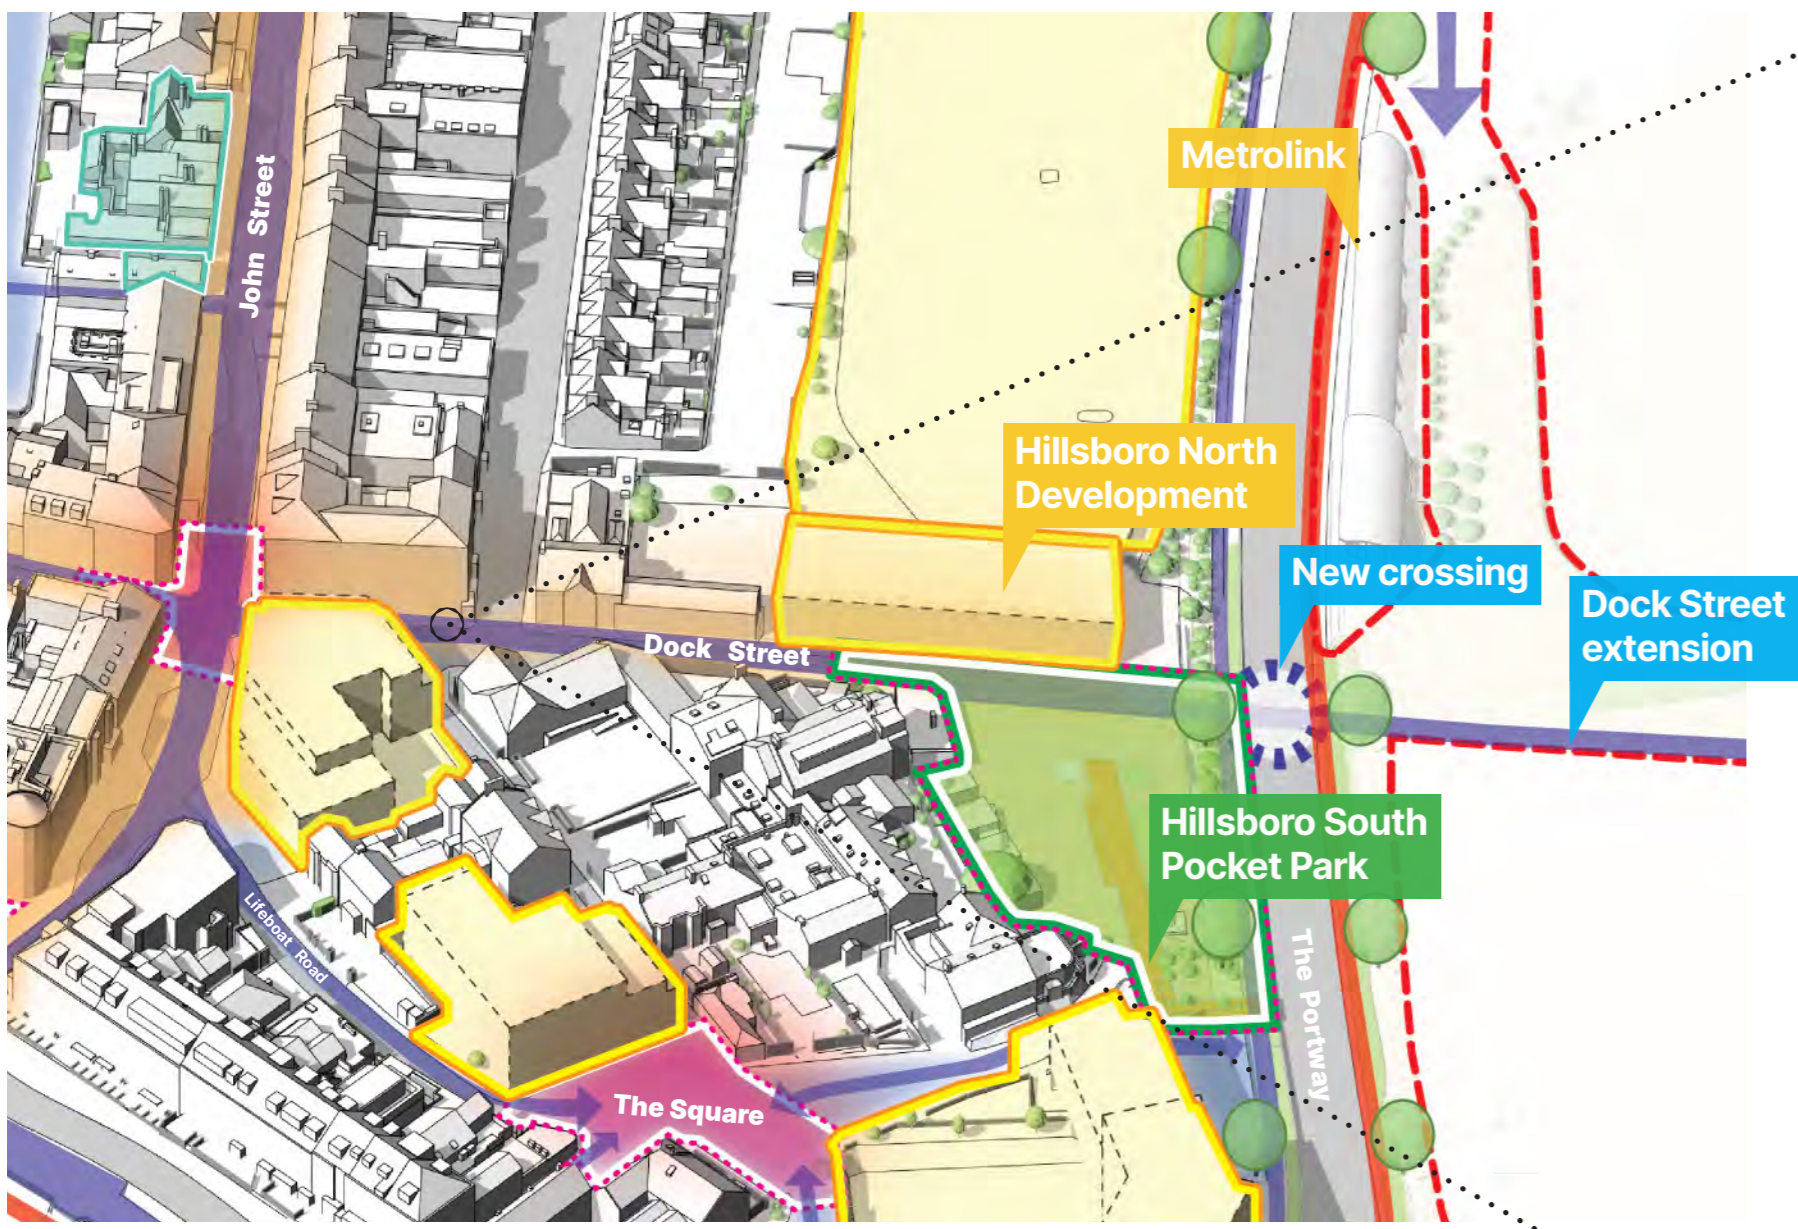 Metrolink
John Street
Hillsboro North
Development
New crossing
Dock Street
extension
Dock Street
Hillsboro South
Pocket Park
Lifeboat Road
The Portway
The Square